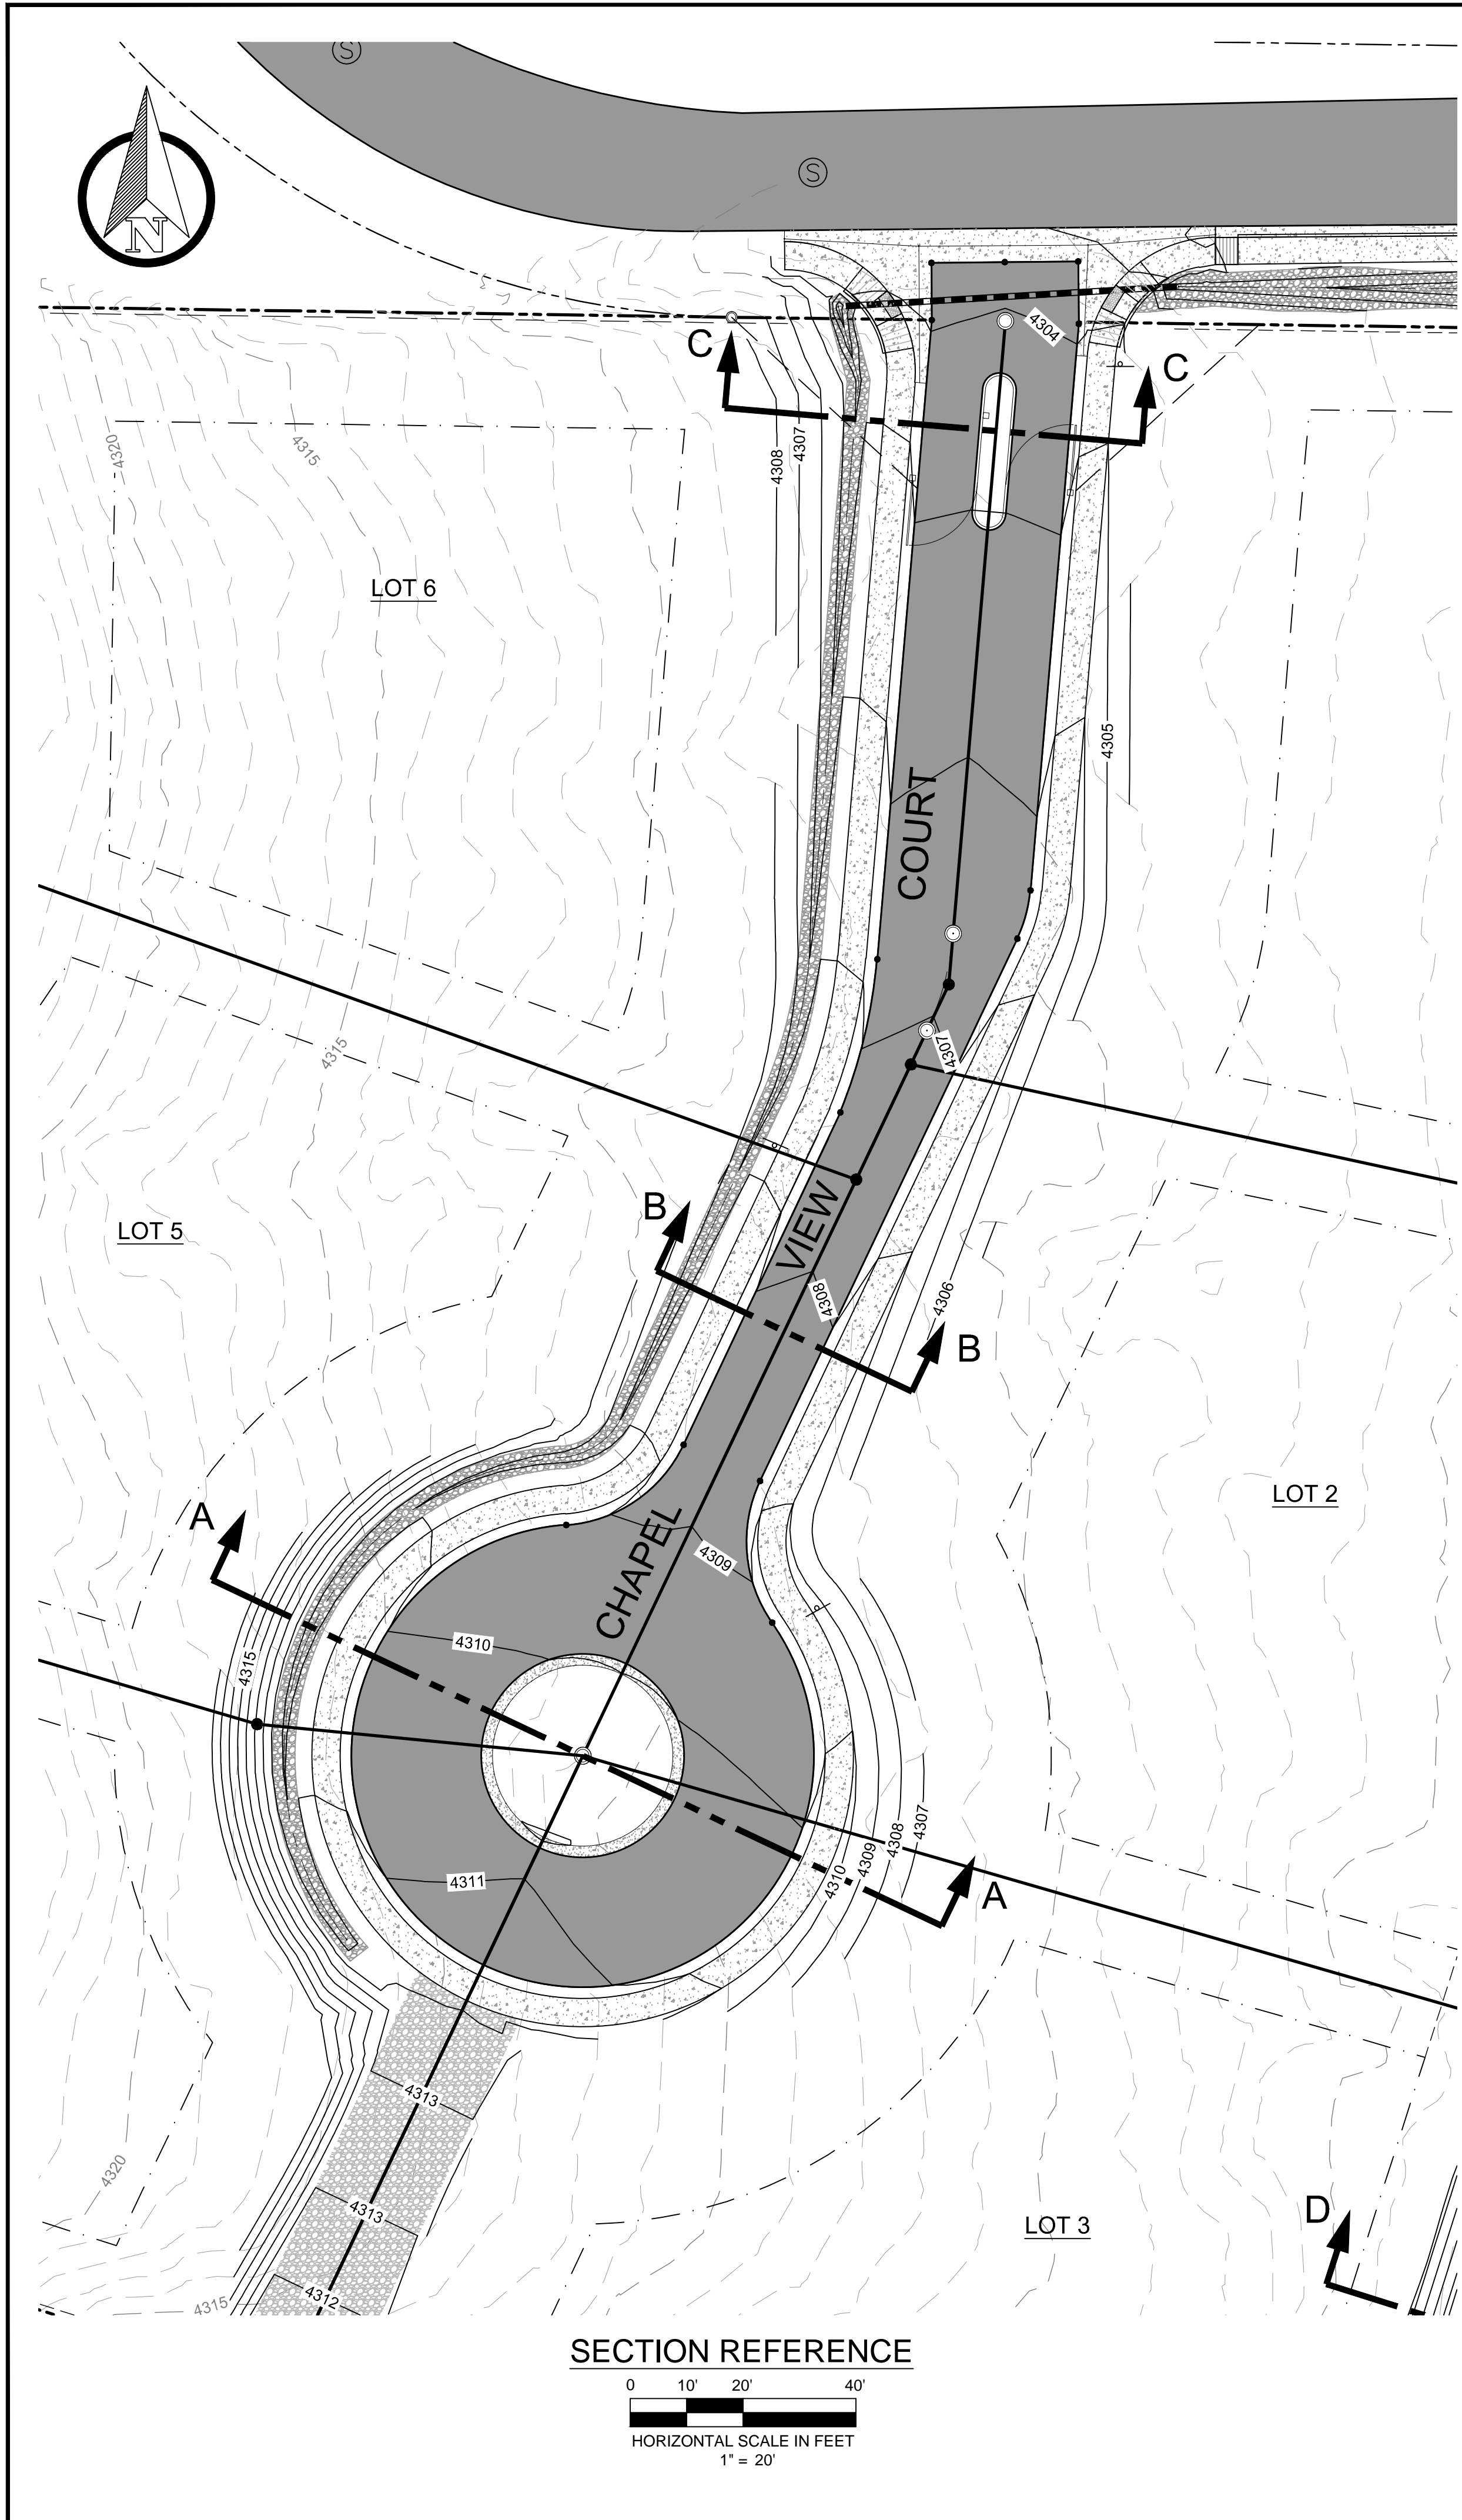 S
S
N
4304
C
C
4320
4315
4308
4307
LOT 6
4305
COURT
4315
4307
B
VIEW
LOT 5
4308
4306
B
LOT 2
A
CHAPEL
4309
4310
4315
4307
4308
4309
4310
4311
A
4313
4320
4313
D
LOT 3
4312
4315
SECTION REFERENCE
0 10' 20' 40'
HORIZONTAL SCALE IN FEET
1" = 20'